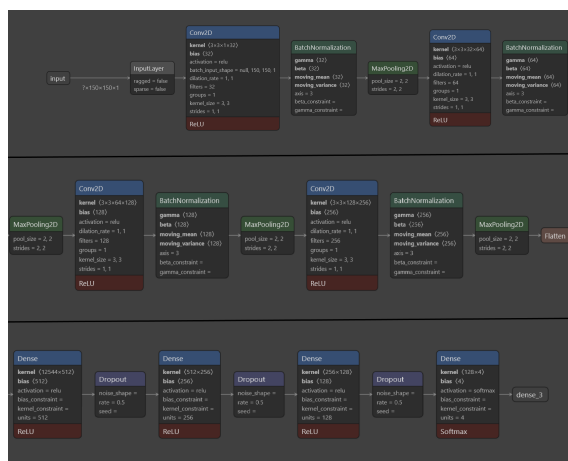 input
?×150×150×1
InputLayer
ragged = false
sparse = false
Conv2D
kernel ⟨3×3×1×32⟩
bias ⟨32⟩
activation = relu
batch_input_shape = null, 150, 150, 1
dilation_rate = 1, 1
filters = 32
groups = 1
kernel_size = 3, 3
strides = 1, 1
ReLU
BatchNormalization
gamma ⟨32⟩
beta ⟨32⟩
moving_mean ⟨32⟩
moving_variance ⟨32⟩
axis = 3
beta_constraint =
gamma_constraint =
MaxPooling2D
pool_size = 2, 2
strides = 2, 2
Conv2D
kernel ⟨3×3×32×64⟩
bias ⟨64⟩
activation = relu
dilation_rate = 1, 1
filters = 64
groups = 1
kernel_size = 3, 3
strides = 1, 1
ReLU
BatchNormalization
gamma ⟨64⟩
beta ⟨64⟩
moving_mean ⟨64⟩
moving_variance ⟨64⟩
axis = 3
beta_constraint =
gamma_constraint =
MaxPooling2D
pool_size = 2, 2
strides = 2, 2
Conv2D
kernel ⟨3×3×64×128⟩
bias ⟨128⟩
activation = relu
dilation_rate = 1, 1
filters = 128
groups = 1
kernel_size = 3, 3
strides = 1, 1
ReLU
BatchNormalization
gamma ⟨128⟩
beta ⟨128⟩
moving_mean ⟨128⟩
moving_variance ⟨128⟩
axis = 3
beta_constraint =
gamma_constraint =
MaxPooling2D
pool_size = 2, 2
strides = 2, 2
Conv2D
kernel ⟨3×3×128×256⟩
bias ⟨256⟩
activation = relu
dilation_rate = 1, 1
filters = 256
groups = 1
kernel_size = 3, 3
strides = 1, 1
ReLU
BatchNormalization
gamma ⟨256⟩
beta ⟨256⟩
moving_mean ⟨256⟩
moving_variance ⟨256⟩
axis = 3
beta_constraint =
gamma_constraint =
MaxPooling2D
pool_size = 2, 2
strides = 2, 2
Flatten
Dense
kernel ⟨12544×512⟩
bias ⟨512⟩
activation = relu
bias_constraint =
kernel_constraint =
units = 512
ReLU
Dropout
noise_shape =
rate = 0.5
seed =
Dense
kernel ⟨512×256⟩
bias ⟨256⟩
activation = relu
bias_constraint =
kernel_constraint =
units = 256
ReLU
Dropout
noise_shape =
rate = 0.5
seed =
Dense
kernel ⟨256×128⟩
bias ⟨128⟩
activation = relu
bias_constraint =
kernel_constraint =
units = 128
ReLU
Dropout
noise_shape =
rate = 0.5
seed =
Dense
kernel ⟨128×4⟩
bias ⟨4⟩
activation = softmax
bias_constraint =
kernel_constraint =
units = 4
Softmax
dense_3